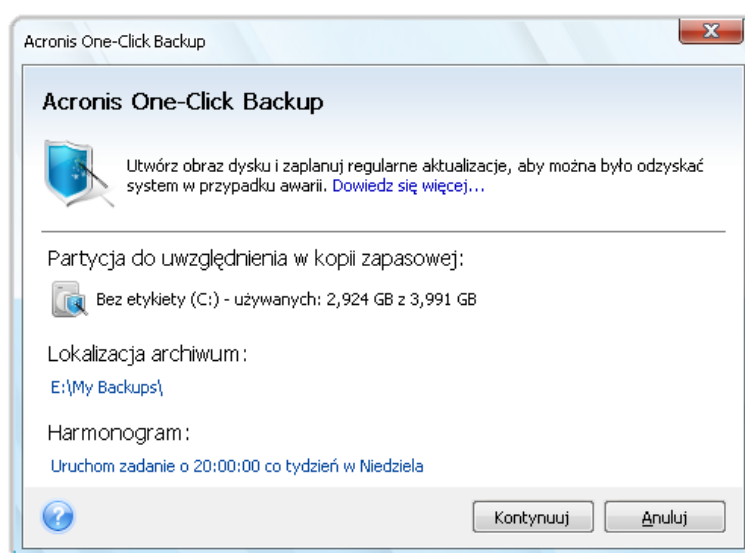 Acronis One-Click Backup
X
Acronis One-Click Backup
Utwórz obraz dysku i zaplanuj regularne aktualizacje, aby można było odzyskać
system w przypadku awarii. Dowiedz się więcej...
Partycja do uwzględnienia w kopii zapasowej:
Bez etykiety (C:) - używanych: 2,924 GB z 3,991 GB
Lokalizacja archiwum:
E:\My Backups\
Harmonogram:
Uruchom zadanie o 20:00:00 co tydzień w Niedziela
?
Kontynuuj Anuluj